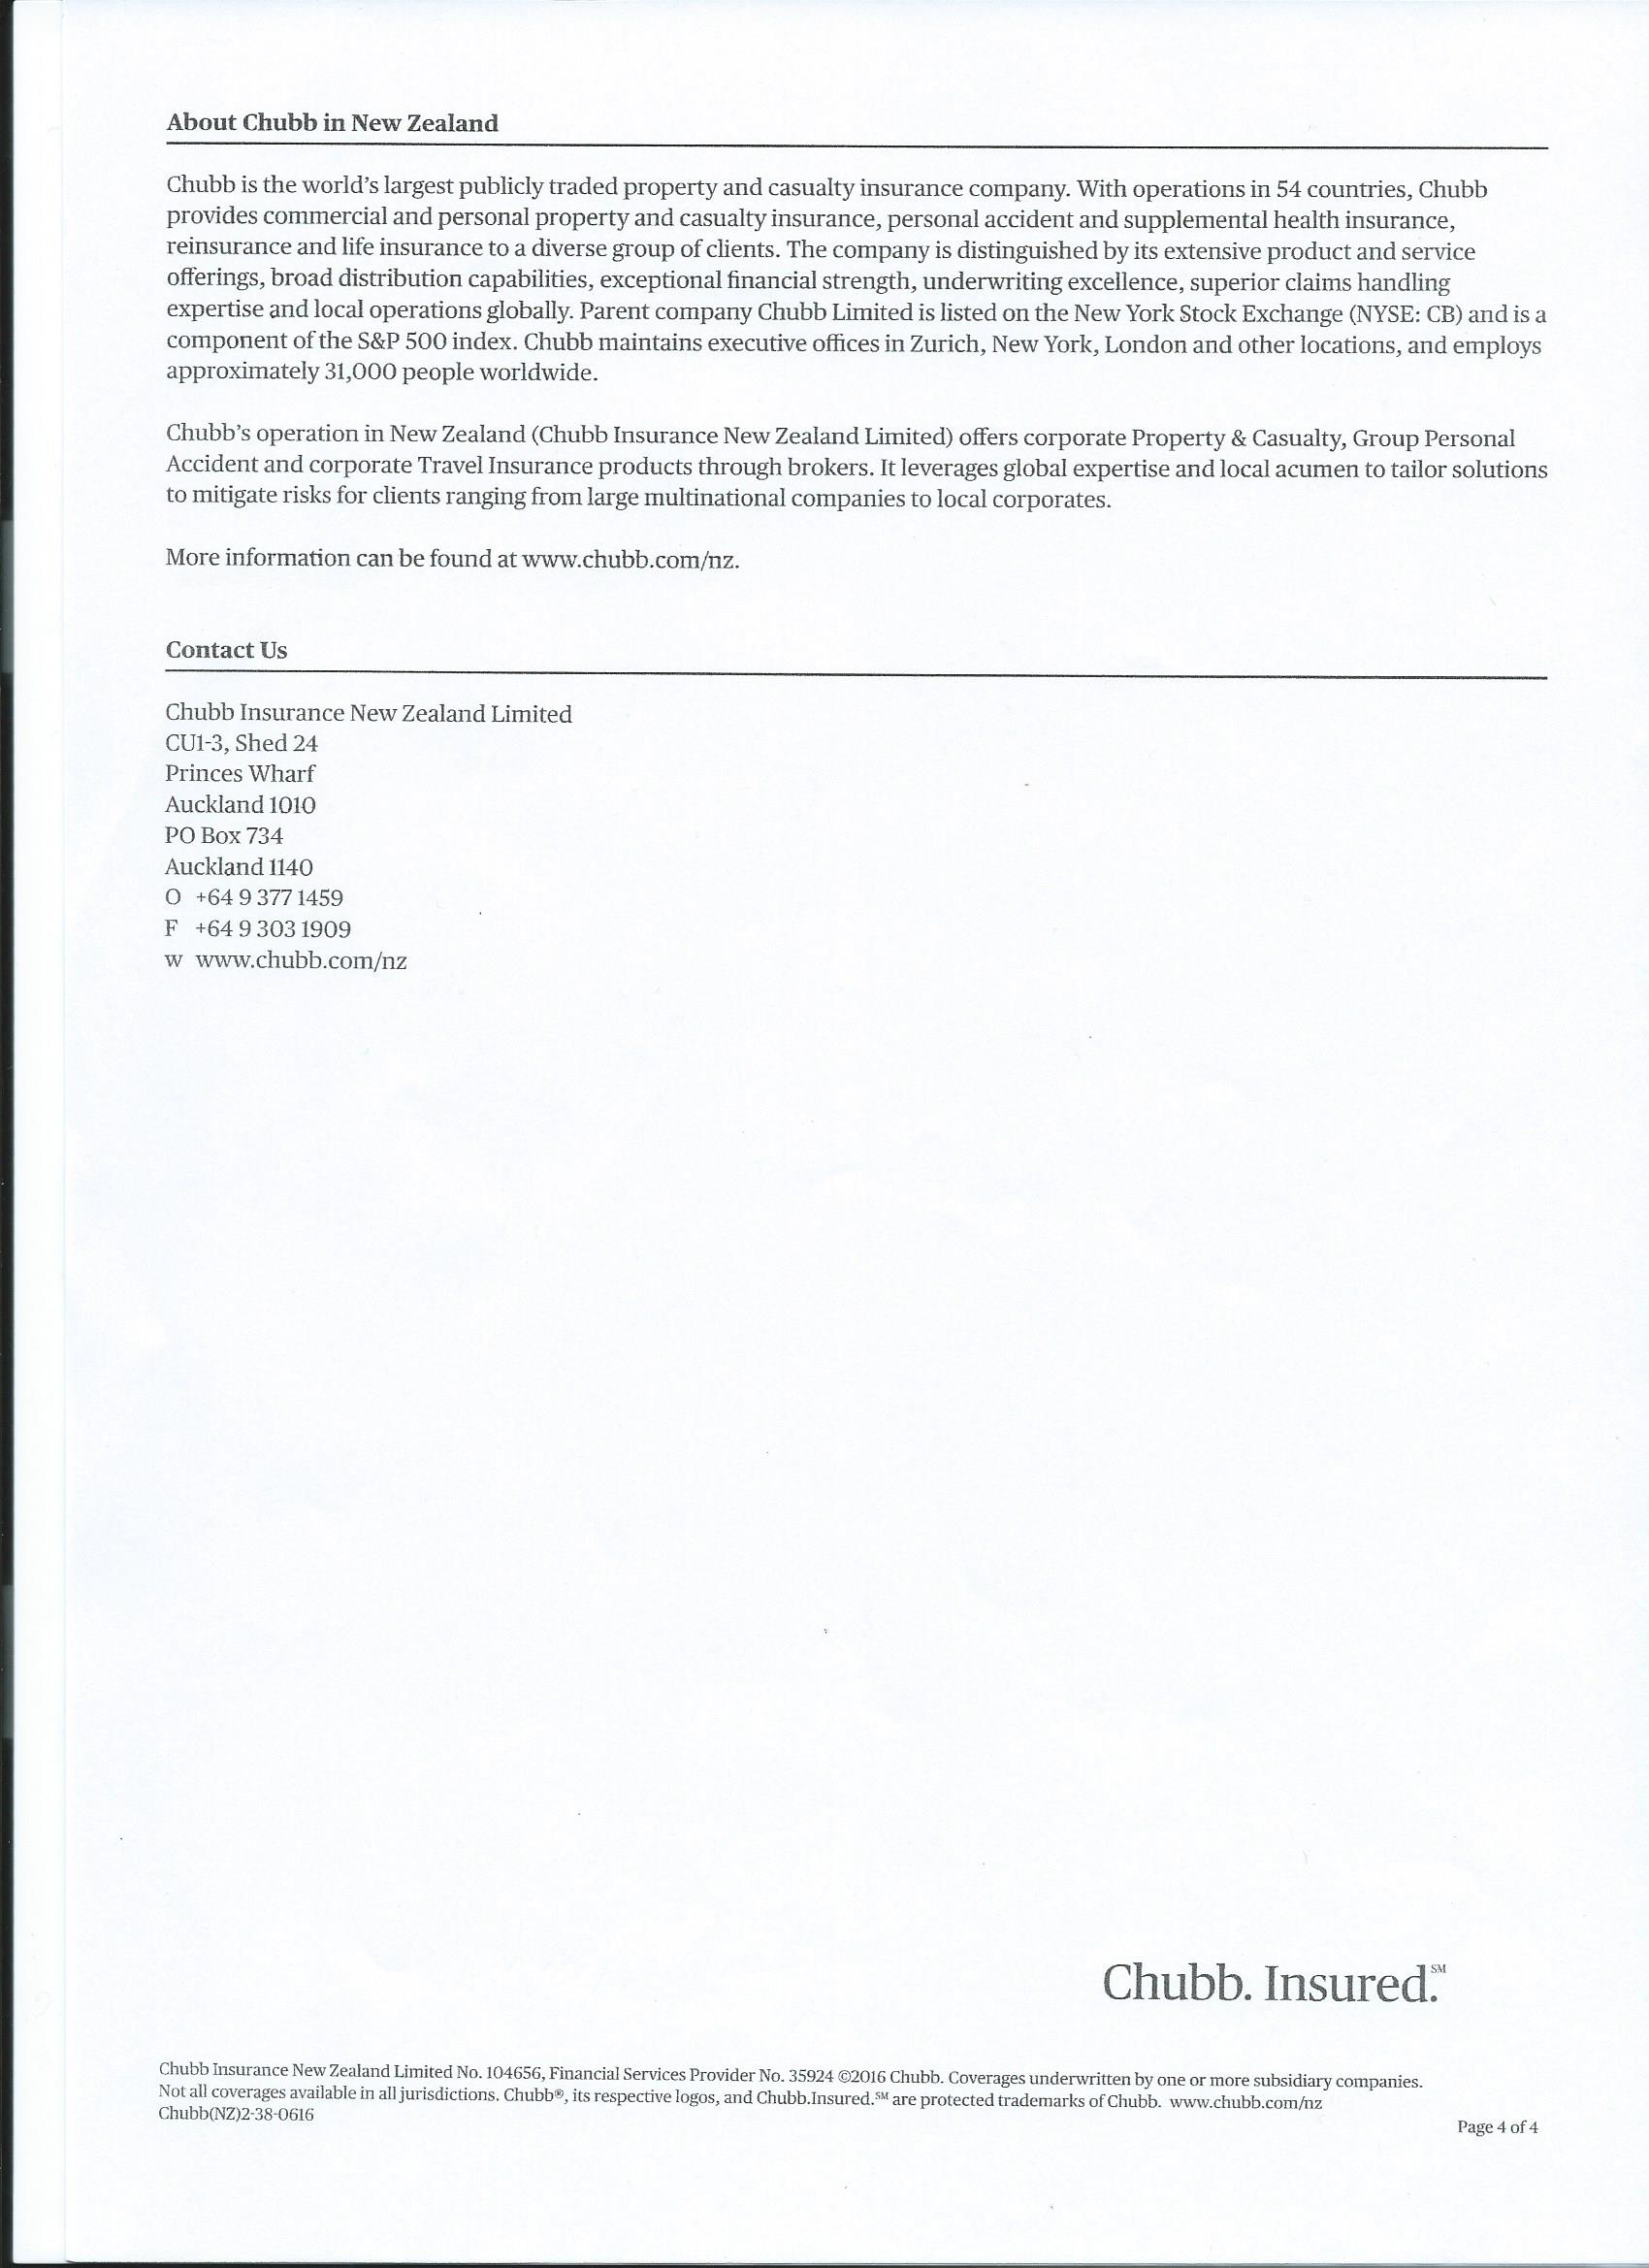 About Chubb in New Zealand
Chubb is the world's largest publicly traded property and casualty insurance company. With operations in 54 countries, Chubb
provides commercial and personal property and casualty insurance, personal accident and supplemental health insurance,
reinsurance and life insurance to a diverse group of clients. The company is distinguished by its extensive product and service
offerings, broad distribution capabilities, exceptional financial strength, underwriting excellence, superior claims handling
expertise and local operations globally. Parent company Chubb Limited is listed on the New York Stock Exchange (NYSE: CB) and is a
component of the S&P 500 index. Chubb maintains executive offices in Zurich, New York, London and other locations, and employs
approximately 31,000 people worldwide.
Chubb's operation in New Zealand (Chubb Insurance New Zealand Limited) offers corporate Property & Casualty, Group Personal
Accident and corporate Travel Insurance products through brokers. It leverages global expertise and local acumen to tailor solutions
to mitigate risks for clients ranging from large multinational companies to local corporates.
More information can be found at www.chubb.com/nz.
Contact Us
Chubb Insurance New Zealand Limited
CU1-3, Shed 24
Princes Wharf
Auckland 1010
PO Box 734
Auckland 1140
O +64 9 377 1459
F +64 9 303 1909
w www.chubb.com/nz
Chubb. Insured.℠
Chubb Insurance New Zealand Limited No. 104656, Financial Services Provider No. 35924 ©2016 Chubb. Coverages underwritten by one or more subsidiary companies.
Not all coverages available in all jurisdictions. Chubb®, its respective logos, and Chubb.Insured.℠ are protected trademarks of Chubb. www.chubb.com/nz
Chubb(NZ)2-38-0616
Page 4 of 4